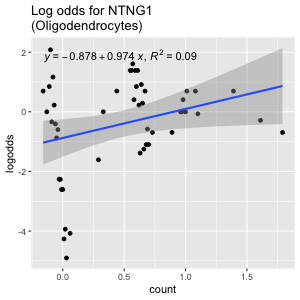 Log odds for NTNG1
(Oligodendrocytes)
y = −0.878 + 0.974 x, R² = 0.09
2
0
-2
-4
logodds
0.0 0.5 1.0 1.5
count